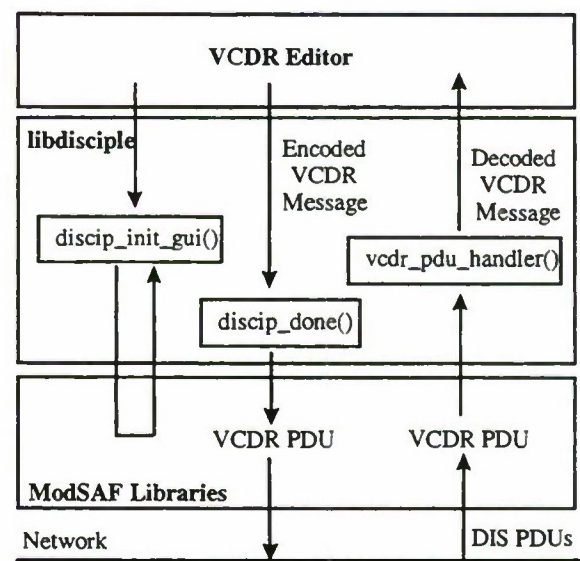 VCDR Editor
libdisciple
Encoded
VCDR
Message
Decoded
VCDR
Message
discip_init_gui()
vcdr_pdu_handler()
discip_done()
VCDR PDU
VCDR PDU
ModSAF Libraries
Network
DIS PDUs